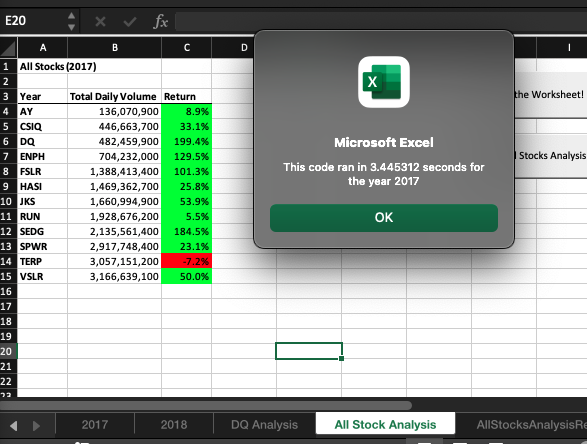 E20 fx
A B C D I
1 All Stocks (2017)
2
3 Year Total Daily Volume Return
4 AY 136,070,900 8.9%
5 CSIQ 446,663,700 33.1%
6 DQ 482,459,900 199.4%
7 ENPH 704,232,000 129.5%
8 FSLR 1,388,413,400 101.3%
9 HASI 1,469,362,700 25.8%
10 JKS 1,660,994,900 53.9%
11 RUN 1,928,676,200 5.5%
12 SEDG 2,135,561,400 184.5%
13 SPWR 2,917,748,400 23.1%
14 TERP 3,057,151,200 -7.2%
15 VSLR 3,166,639,100 50.0%
16
17
18
19
20
21
22
23
X
Microsoft Excel
This code ran in 3.445312 seconds for
the year 2017
OK
the Worksheet!
l Stocks Analysis
2017 2018 DQ Analysis All Stock Analysis AllStocksAnalysisR